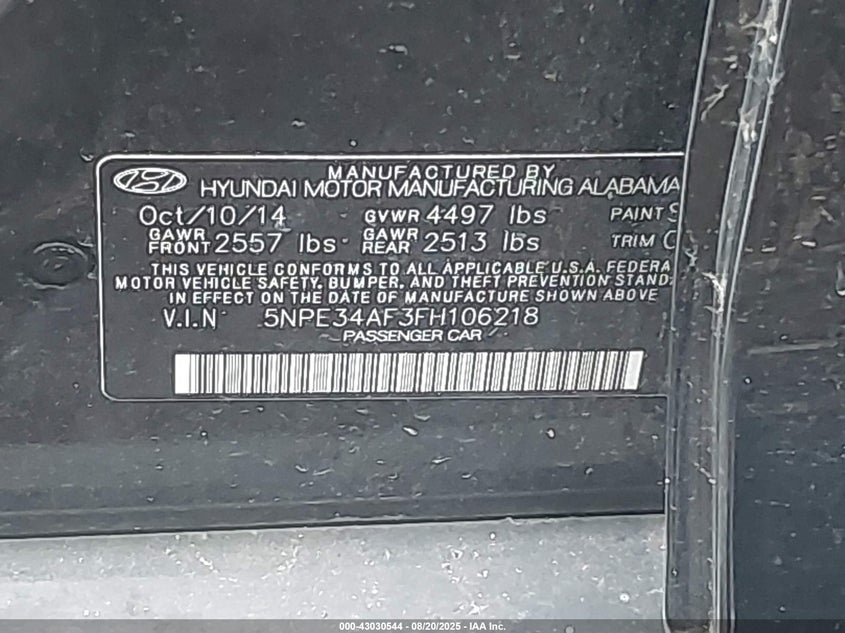 MANUFACTURED BY
HYUNDAI MOTOR MANUFACTURING ALABAMA
Oct/10/14 GVWR 4497 lbs PAINT
GAWR FRONT 2557 lbs GAWR REAR 2513 lbs TRIM
THIS VEHICLE CONFORMS TO ALL APPLICABLE U.S.A. FEDERA
MOTOR VEHICLE SAFETY, BUMPER, AND THEFT PREVENTION STAND
IN EFFECT ON THE DATE OF MANUFACTURE SHOWN ABOVE
V.I.N 5NPE34AF3FH106218
PASSENGER CAR
000-43030544 - 08/20/2025 - IAA Inc.